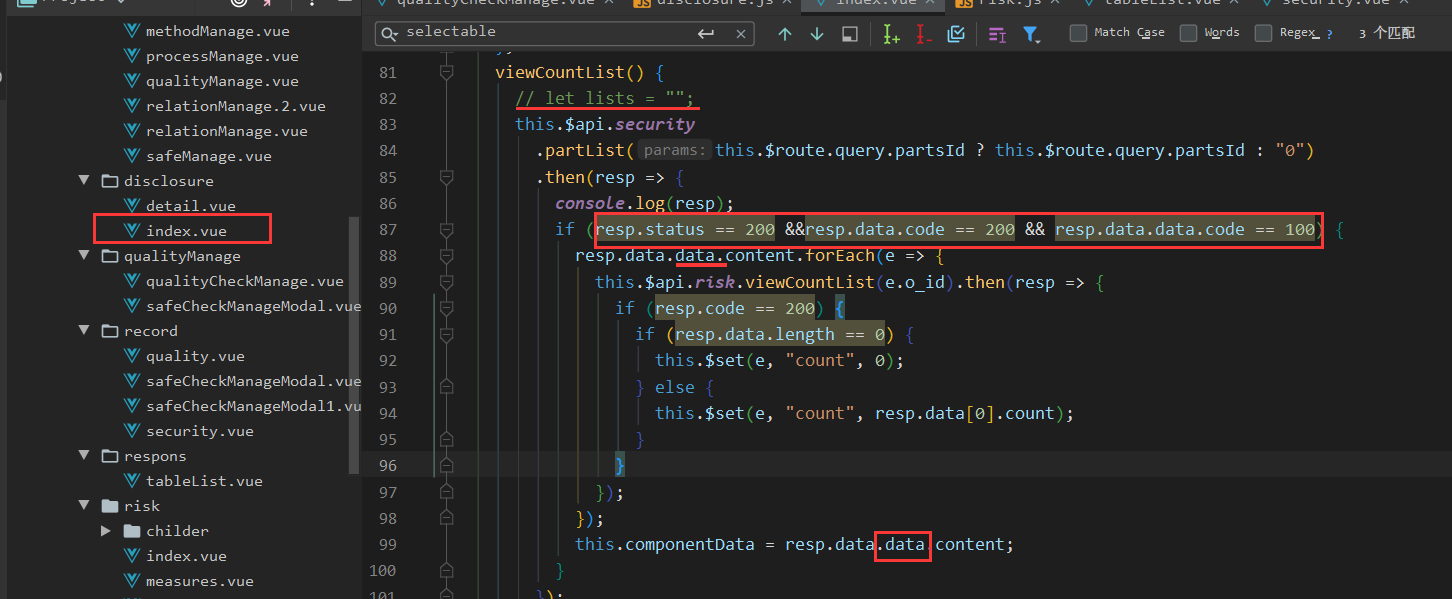 Project
qualityCheckManage.vue
disclosure.js
index.vue
risk.js
tableList.vue
security.vue
selectable
Match Case
Words
Regex ?
3 个匹配
methodManage.vue
processManage.vue
qualityManage.vue
relationManage.2.vue
relationManage.vue
safeManage.vue
disclosure
detail.vue
index.vue
qualityManage
qualityCheckManage.vue
safeCheckManageModal.vue
record
quality.vue
safeCheckManageModal.vue
safeCheckManageModal1.vu
security.vue
respons
tableList.vue
risk
childer
index.vue
measures.vue
81 viewCountList() {
82 // let lists = "";
83 this.$api.security
84 .partList( params: this.$route.query.partsId ? this.$route.query.partsId : "0")
85 .then(resp => {
86 console.log(resp);
87 if (resp.status == 200 &&resp.data.code == 200 && resp.data.data.code == 100) {
88 resp.data.data.content.forEach(e => {
89 this.$api.risk.viewCountList(e.o_id).then(resp => {
90 if (resp.code == 200) {
91 if (resp.data.length == 0) {
92 this.$set(e, "count", 0);
93 } else {
94 this.$set(e, "count", resp.data[0].count);
95 }
96 }
97 });
98 });
99 this.componentData = resp.data.data.content;
100 }
101 });